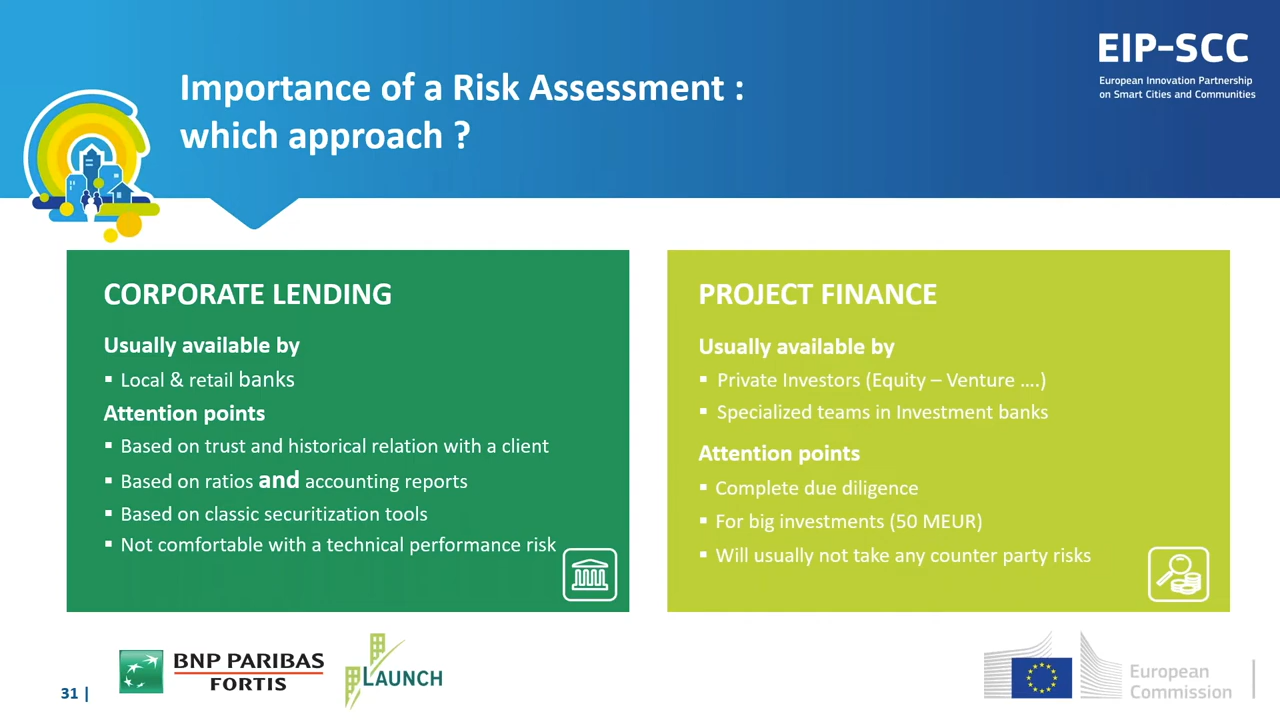 EIP-SCC
European Innovation Partnership
on Smart Cities and Communities
Importance of a Risk Assessment :
which approach ?
CORPORATE LENDING
Usually available by
▪ Local & retail banks
Attention points
▪ Based on trust and historical relation with a client
▪ Based on ratios and accounting reports
▪ Based on classic securitization tools
▪ Not comfortable with a technical performance risk
PROJECT FINANCE
Usually available by
▪ Private Investors (Equity – Venture ….)
▪ Specialized teams in Investment banks
Attention points
▪ Complete due diligence
▪ For big investments (50 MEUR)
▪ Will usually not take any counter party risks
31 |
BNP PARIBAS
FORTIS
LAUNCH
European
Commission